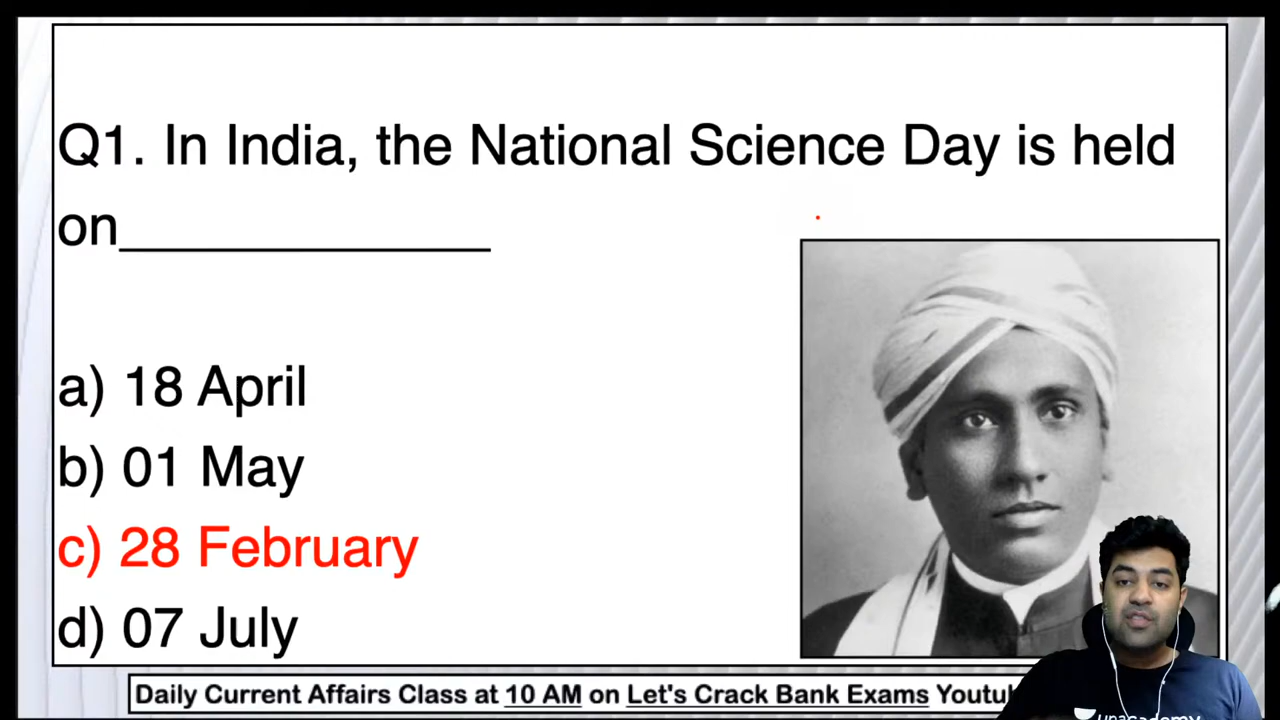 Q1. In India, the National Science Day is held
on______________
a) 18 April
b) 01 May
c) 28 February
d) 07 July
Daily Current Affairs Class at 10 AM on Let's Crack Bank Exams